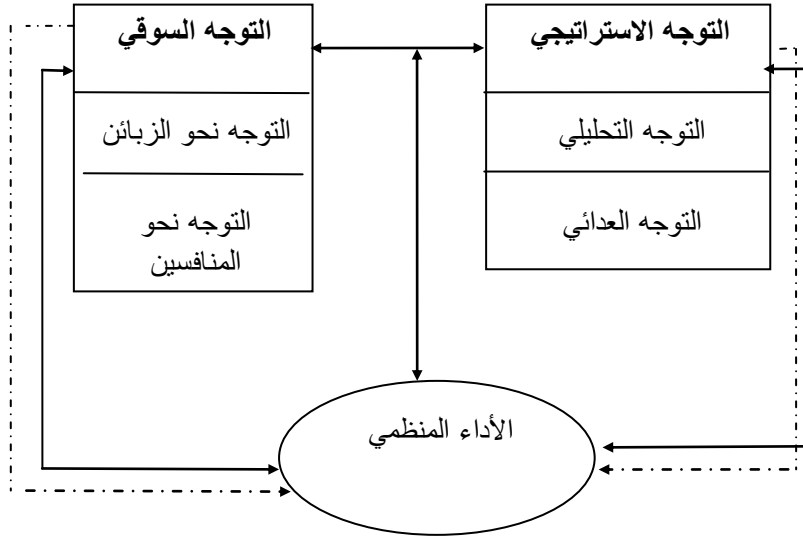 التوجه الاستراتيجي
التوجه التحليلي
التوجه العدائي
التوجه السوقي
التوجه نحو الزبائن
التوجه نحو
المنافسين
الأداء المنظمي